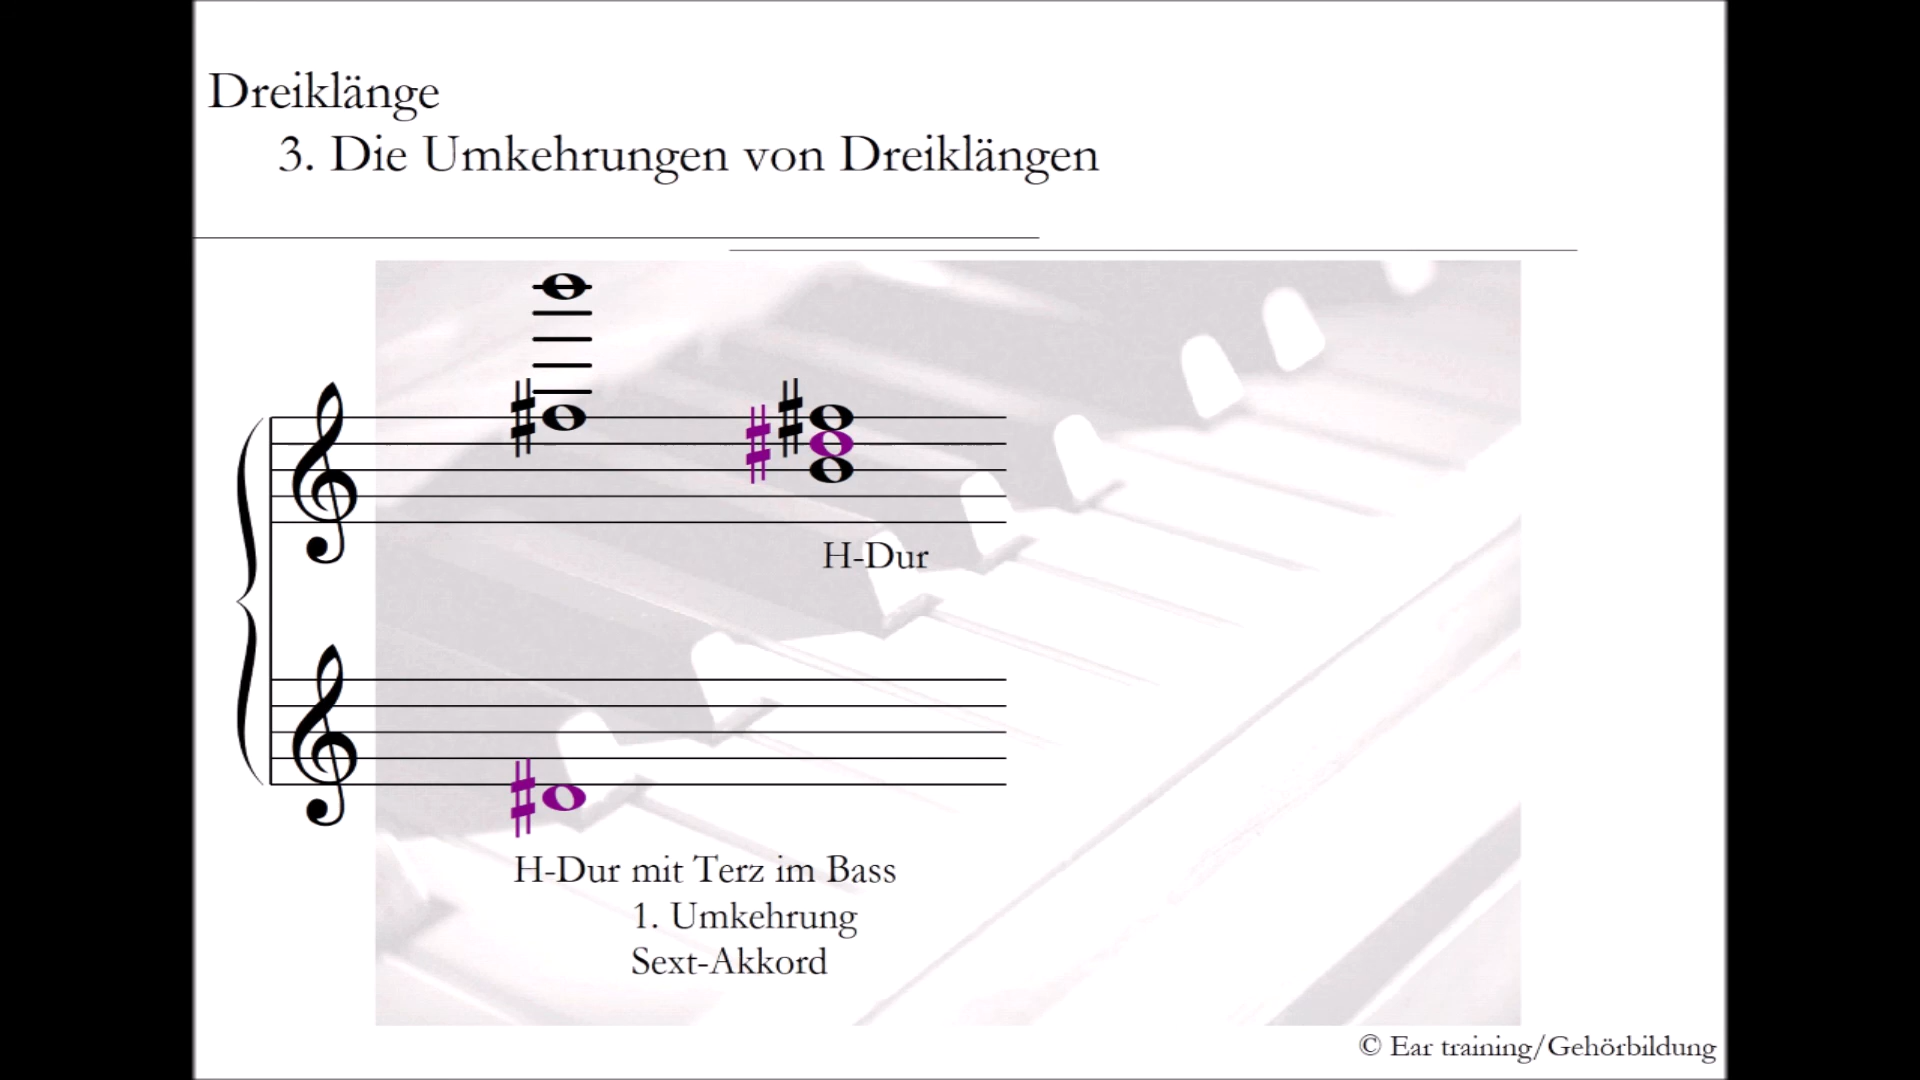 Dreiklänge
3. Die Umkehrungen von Dreiklängen
H-Dur
H-Dur mit Terz im Bass
1. Umkehrung
Sext-Akkord
© Ear training/Gehörbildung